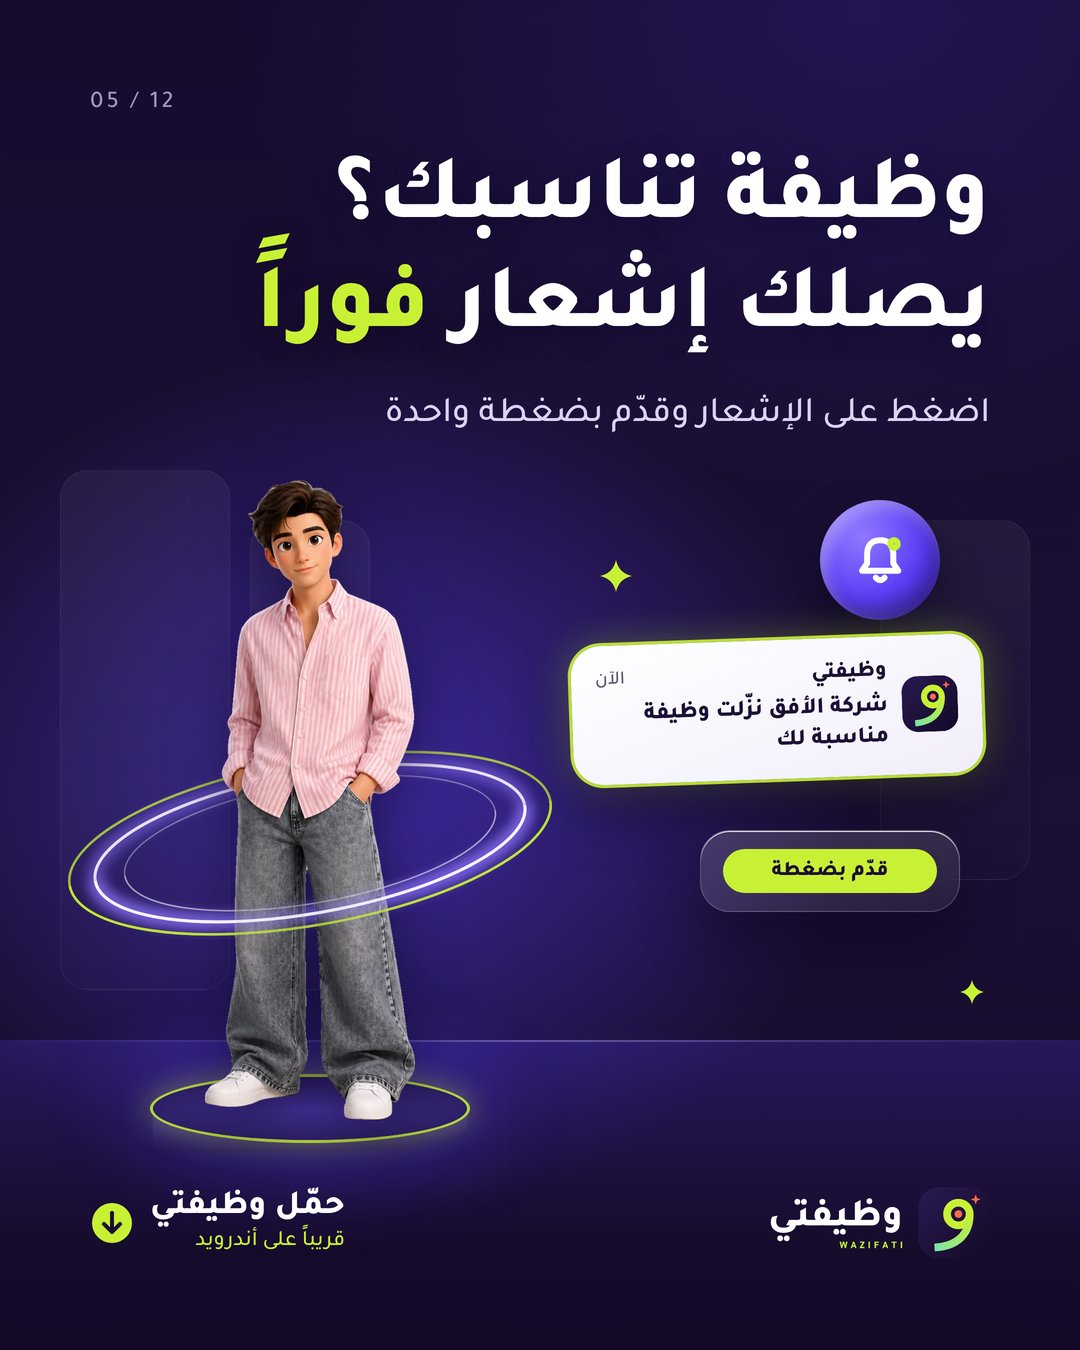 05 / 12
وظيفة تناسبك؟
يصلك إشعار فوراً
اضغط على الإشعار وقدّم بضغطة واحدة
وظيفتي
الآن
شركة الأفق نزّلت وظيفة
مناسبة لك
قدّم بضغطة
وظيفتي
WAZIFATI
حمّل وظيفتي
قريباً على أندرويد